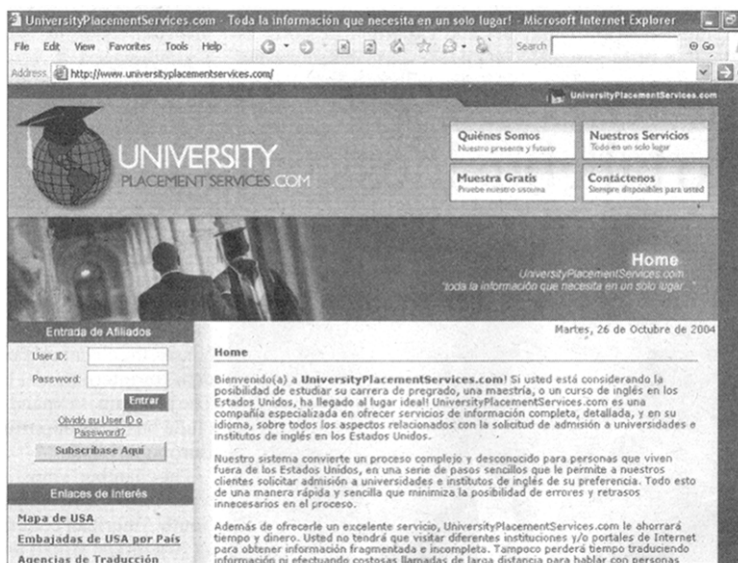 UniversityPlacementServices.com - Toda la información que necesita en un solo lugar! - Microsoft Internet Explorer
File Edit View Favorites Tools Help Search Go
Address http://www.universityplacementservices.com/
UniversityPlacementServices.com
UNIVERSITY
PLACEMENT SERVICES.COM
Quiénes Somos
Nuestro presente y futuro
Nuestros Servicios
Todo en un solo lugar
Muestra Gratis
Pruebe nuestro sistema
Contáctenos
Siempre disponibles para usted
Home
UniversityPlacementServices.com
"toda la información que necesita en un solo lugar..."
Entrada de Afiliados
User ID:
Password:
Entrar
Olvidó su User ID o
Password?
Subscríbase Aquí
Enlaces de Interés
Mapa de USA
Embajadas de USA por País
Agencias de Traducción
Martes, 26 de Octubre de 2004
Home
Bienvenido(a) a UniversityPlacementServices.com! Si usted está considerando la
posibilidad de estudiar su carrera de pregrado, una maestría, o un curso de inglés en los
Estados Unidos, ha llegado al lugar ideal! UniversityPlacementServices.com es una
compañía especializada en ofrecer servicios de información completa, detallada, y en su
idioma, sobre todos los aspectos relacionados con la solicitud de admisión a universidades e
institutos de inglés en los Estados Unidos.
Nuestro sistema convierte un proceso complejo y desconocido para personas que viven
fuera de los Estados Unidos, en una serie de pasos sencillos que le permite a nuestros
clientes solicitar admisión a universidades e institutos de inglés de su preferencia. Todo esto
de una manera rápida y sencilla que minimiza la posibilidad de errores y retrasos
innecesarios en el proceso.
Además de ofrecerle un excelente servicio, UniversityPlacementServices.com le ahorrará
tiempo y dinero. Usted no tendrá que visitar diferentes instituciones y/o portales de Internet
para obtener información fragmentada e incompleta. Tampoco perderá tiempo traduciendo
información ni efectuando costosas llamadas de larga distancia para hablar con personas